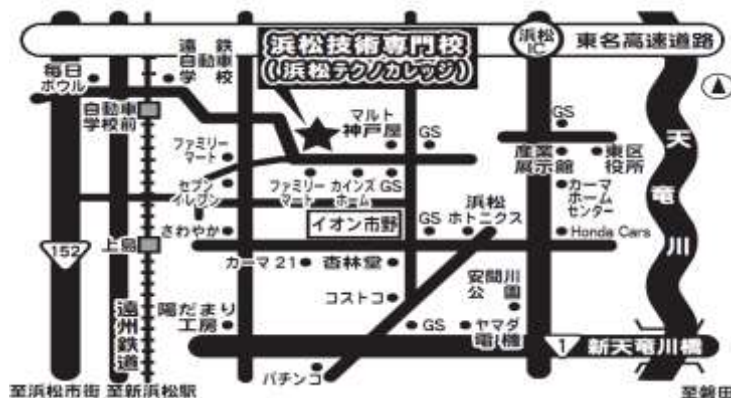 浜松技術専門校
(浜松テクノカレッジ)
浜松
IC
東名高速道路
毎日
ボウル
遠鉄
自動車
学校
自動車
学校前
マルト
神戸屋
GS
GS
ファミリー
マート
産業
展示館
東区
役所
天竜川
セブン
イレブン
ファミリー
マート
カインズ
ホーム
GS
浜松
ホトニクス
カーマ
ホーム
センター
イオン市野
さわやか
GS
Honda Cars
152
上島
カーマ21
杏林堂
安間川
公園
コストコ
遠州鉄道
陽だまり
工房
GS
ヤマダ
電機
1
新天竜川橋
パチンコ
至浜松市街
至新浜松駅
至磐田